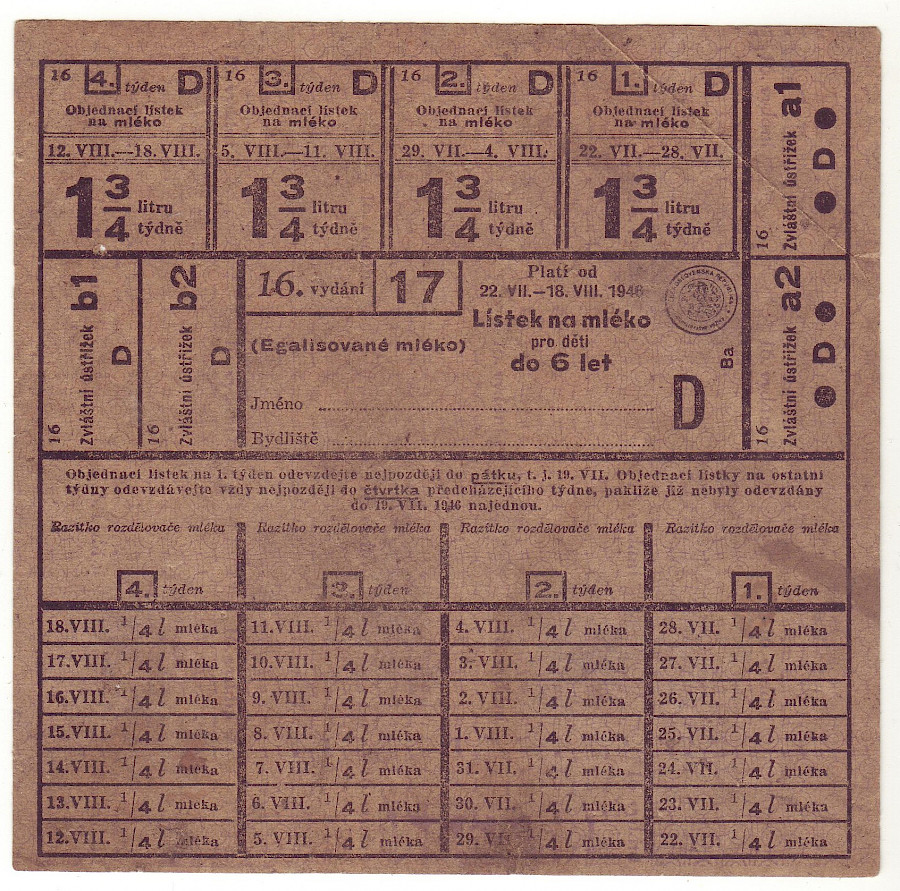 16 4. týden D
Objednací lístek
na mléko
12. VIII.—18. VIII.
1 3/4 litru
týdně
16 3. týden D
Objednací lístek
na mléko
5. VIII.—11. VIII.
1 3/4 litru
týdně
16 2. týden D
Objednací lístek
na mléko
29. VII.—4. VIII.
1 3/4 litru
týdně
16 1. týden D
Objednací lístek
na mléko
22. VII.—28. VII.
1 3/4 litru
týdně
16 Zvláštní ústřižek a1
D
16 Zvláštní ústřižek b1
D
16 Zvláštní ústřižek b2
D
16. vydání 17
(Egalisované mléko)
Platí od
22. VII.—18. VIII. 1946
Lístek na mléko
pro děti
do 6 let
Jméno
Bydliště
D
Ba
16 Zvláštní ústřižek a2
D
Objednací lístek na 1. týden odevzdejte nejpozději do pátku, t. j. 19. VII. Objednací lístky na ostatní
týdny odevzdávejte vždy nejpozději do čtvrtka předcházejícího týdne, pakliže již nebyly odevzdány
do 19. VII. 1946 najednou.
Razítko rozdělovače mléka Razítko rozdělovače mléka Razítko rozdělovače mléka Razítko rozdělovače mléka
4. týden 3. týden 2. týden 1. týden
18.VIII. 1/4 l mléka 11.VIII. 1/4 l mléka 4. VIII. 1/4 l mléka 28. VII. 1/4 l mléka
17.VIII. 1/4 l mléka 10.VIII. 1/4 l mléka 3. VIII. 1/4 l mléka 27. VII. 1/4 l mléka
16.VIII. 1/4 l mléka 9. VIII. 1/4 l mléka 2. VIII. 1/4 l mléka 26. VII. 1/4 l mléka
15.VIII. 1/4 l mléka 8. VIII. 1/4 l mléka 1. VIII. 1/4 l mléka 25. VII. 1/4 l mléka
14.VIII. 1/4 l mléka 7. VIII. 1/4 l mléka 31. VII. 1/4 l mléka 24. VII. 1/4 l mléka
13.VIII. 1/4 l mléka 6. VIII. 1/4 l mléka 30. VII. 1/4 l mléka 23. VII. 1/4 l mléka
12.VIII. 1/4 l mléka 5. VIII. 1/4 l mléka 29. VII. 1/4 l mléka 22. VII. 1/4 l mléka